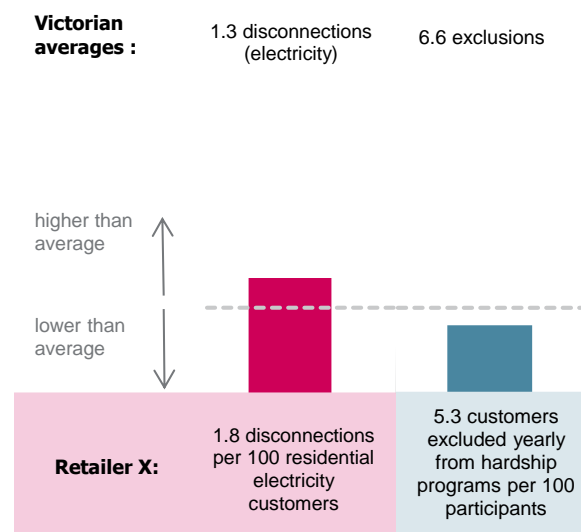 Victorian
averages :
1.3 disconnections
(electricity)
6.6 exclusions
higher than
average
lower than
average
Retailer X:
1.8 disconnections
per 100 residential
electricity
customers
5.3 customers
excluded yearly
from hardship
programs per 100
participants